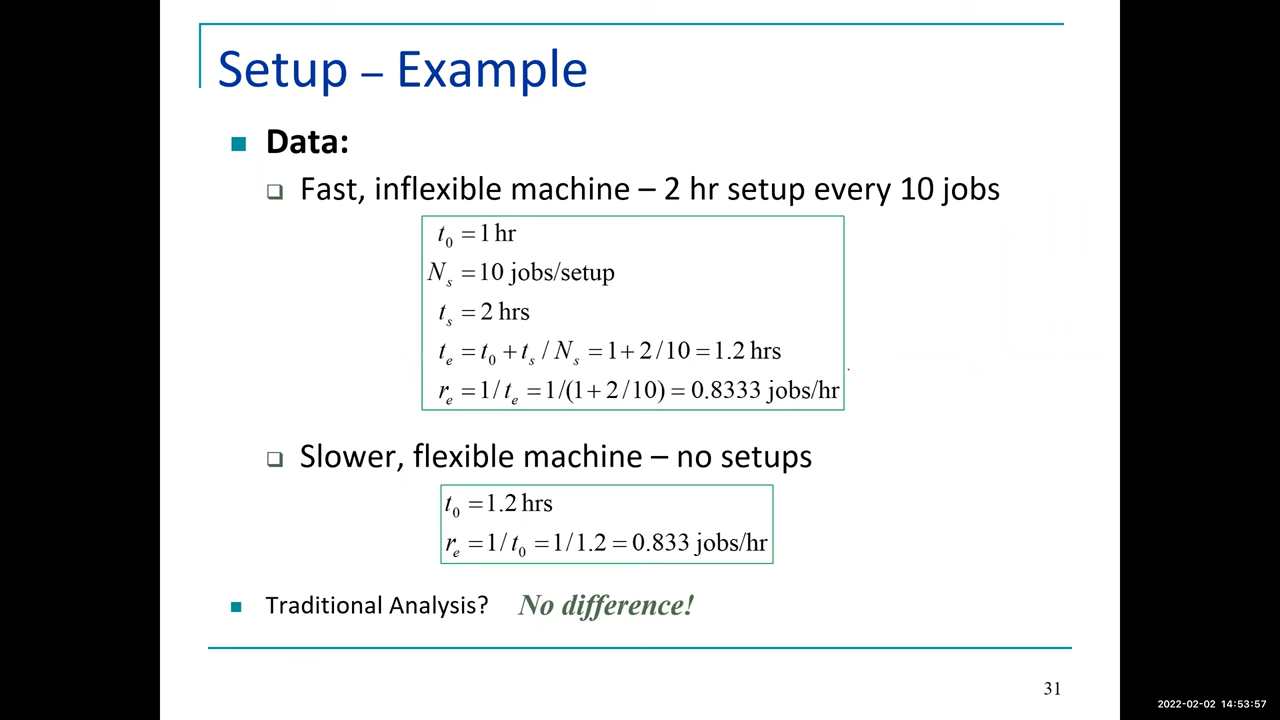 Setup – Example
Data:
Fast, inflexible machine – 2 hr setup every 10 jobs
t₀ = 1 hr
Nₛ = 10 jobs/setup
tₛ = 2 hrs
tₑ = t₀ + tₛ / Nₛ = 1 + 2/10 = 1.2 hrs
rₑ = 1/ tₑ = 1/(1 + 2/10) = 0.8333 jobs/hr
Slower, flexible machine – no setups
t₀ = 1.2 hrs
rₑ = 1/ t₀ = 1/1.2 = 0.833 jobs/hr
Traditional Analysis? No difference!
31
2022-02-02 14:53:57